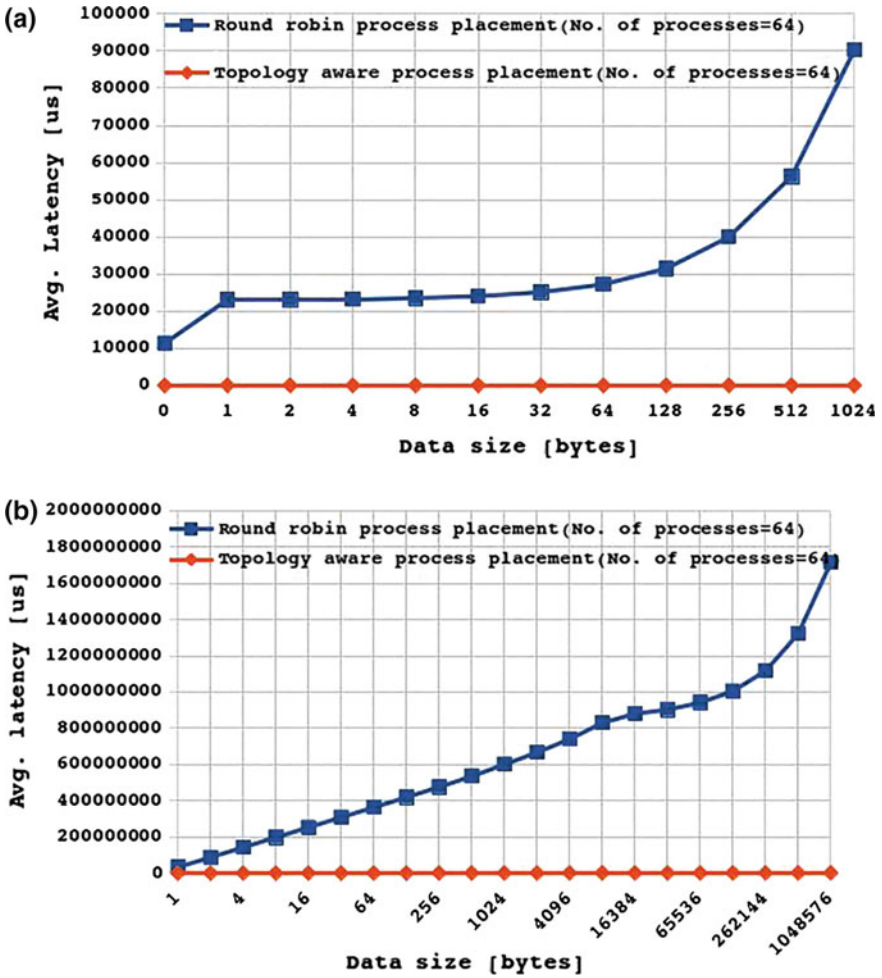 (a)
100000
90000
80000
70000
60000
50000
40000
30000
20000
10000
0
Avg. Latency [us]
Round robin process placement(No. of processes=64)
Topology aware process placement(No. of processes=64)
0 1 2 4 8 16 32 64 128 256 512 1024
Data size [bytes]
(b)
2000000000
1800000000
1600000000
1400000000
1200000000
1000000000
800000000
600000000
400000000
200000000
0
Avg. latency [us]
Round robin process placement(No. of processes=64)
Topology aware process placement(No. of processes=64
1 4 16 64 256 1024 4096 16384 65536 262144 1048576
Data size [bytes]